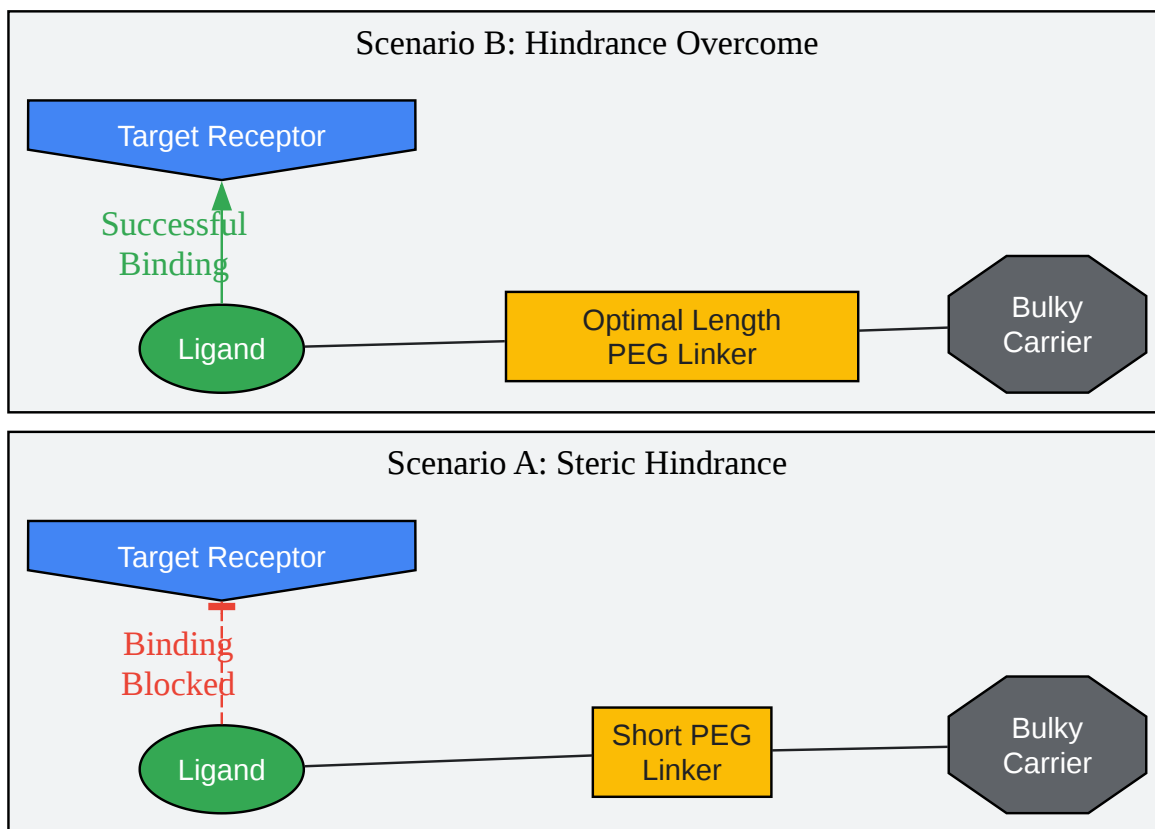 Scenario B: Hindrance Overcome
Target Receptor
Successful
Binding
Ligand
Optimal Length
PEG Linker
Bulky
Carrier
Scenario A: Steric Hindrance
Target Receptor
Binding
Blocked
Ligand
Short PEG
Linker
Bulky
Carrier